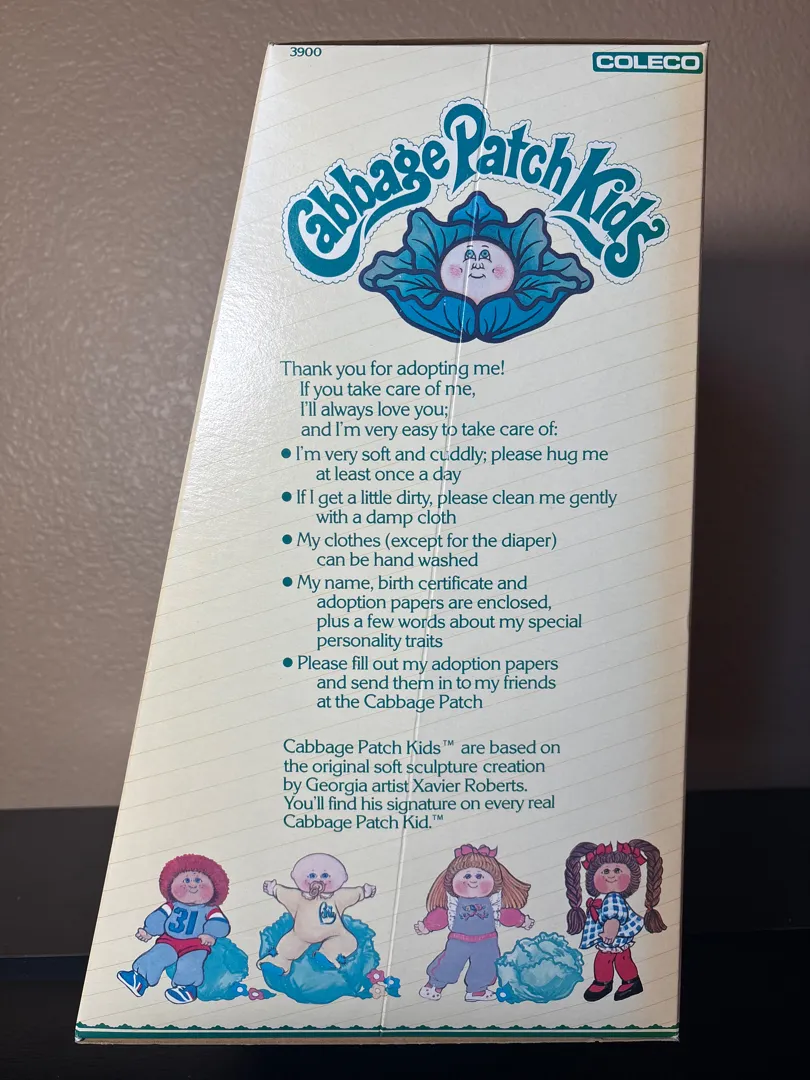 3900
COLECO
Cabbage Patch Kids™
Thank you for adopting me!
If you take care of me,
I'll always love you;
and I'm very easy to take care of:
● I'm very soft and cuddly; please hug me
at least once a day
● If I get a little dirty, please clean me gently
with a damp cloth
● My clothes (except for the diaper)
can be hand washed
● My name, birth certificate and
adoption papers are enclosed,
plus a few words about my special
personality traits
● Please fill out my adoption papers
and send them in to my friends
at the Cabbage Patch
Cabbage Patch Kids™ are based on
the original soft sculpture creation
by Georgia artist Xavier Roberts.
You'll find his signature on every real
Cabbage Patch Kid.™
31